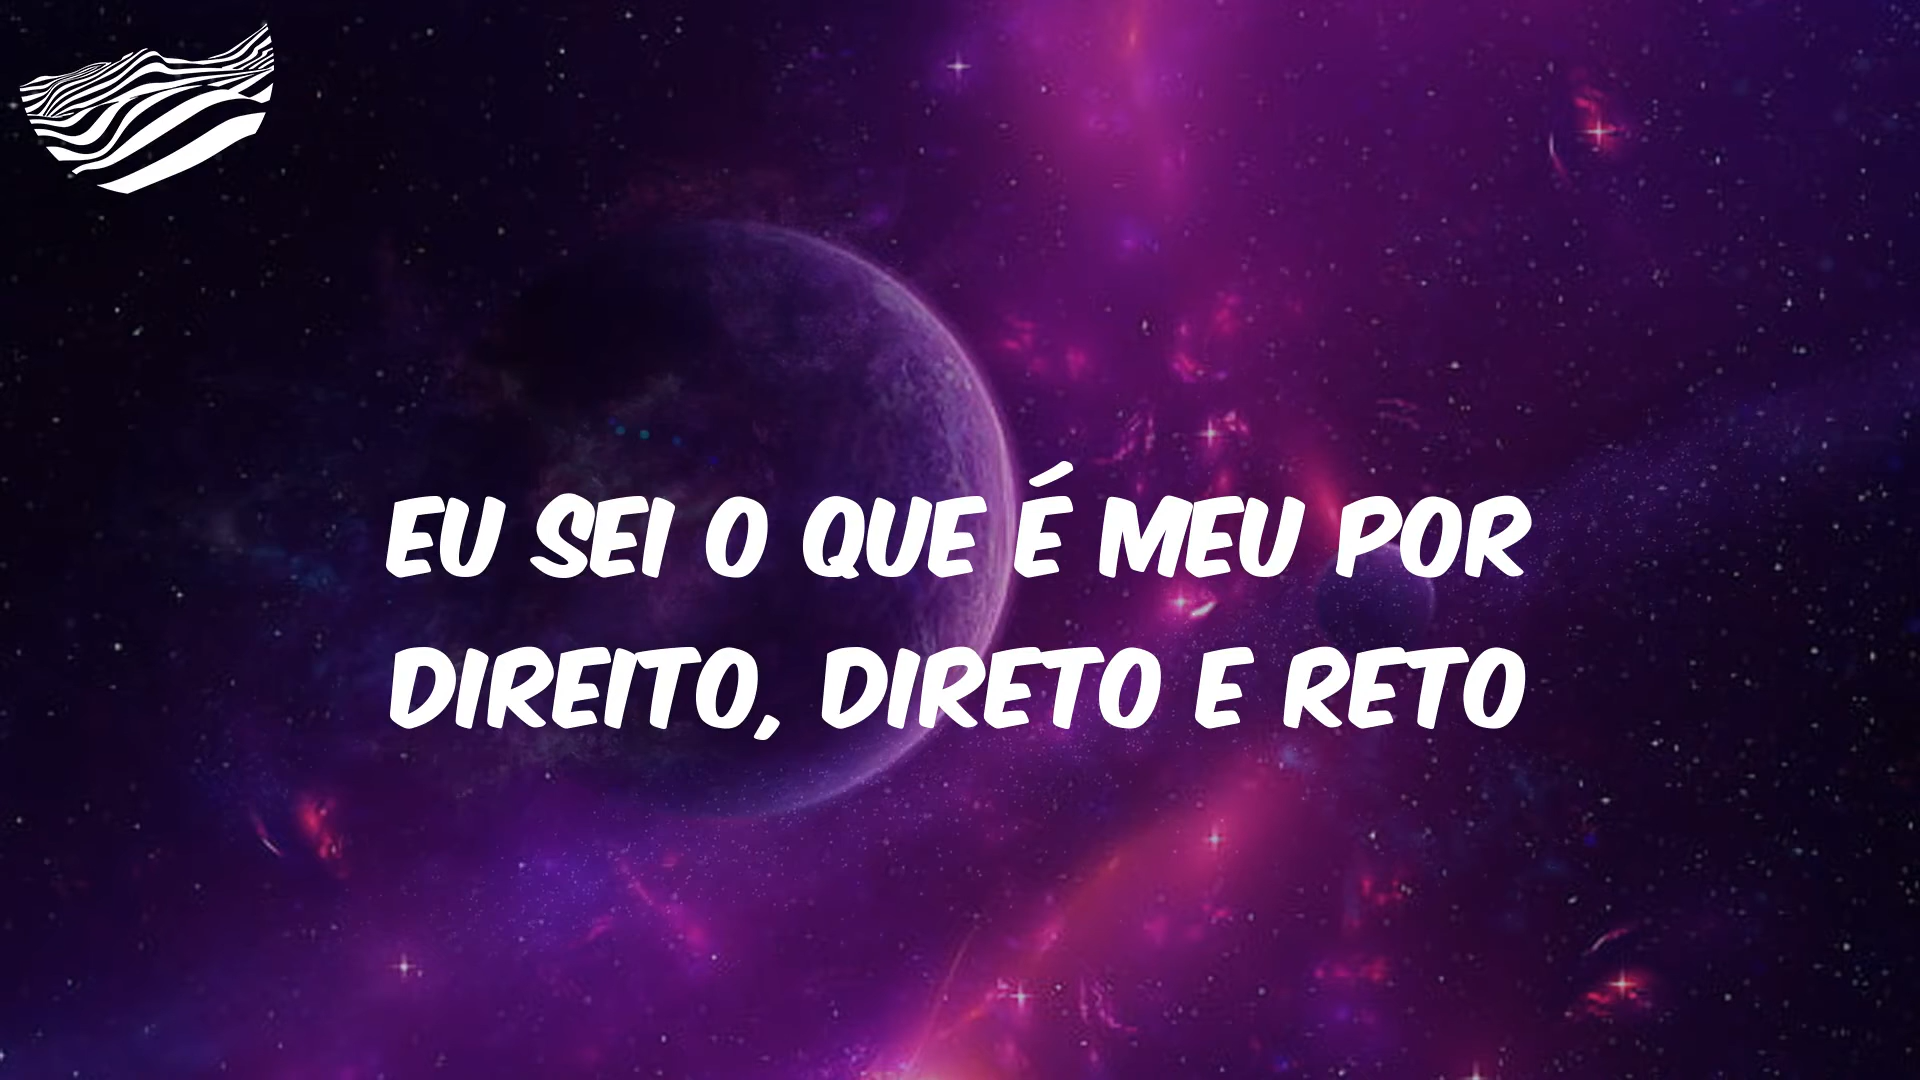 EU SEI O QUE É MEU POR
DIREITO, DIRETO E RETO